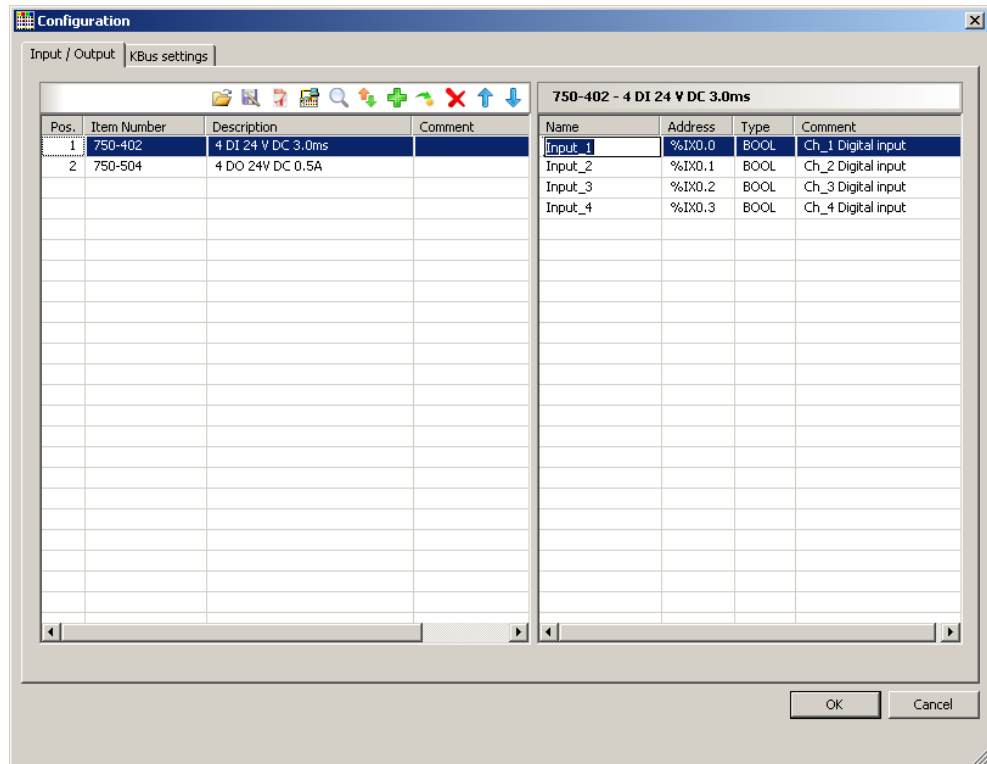 Configuration
Input / Output KBus settings
750-402 - 4 DI 24 V DC 3.0ms
Pos. Item Number Description Comment
1 750-402 4 DI 24 V DC 3.0ms
2 750-504 4 DO 24V DC 0.5A
Name Address Type Comment
Input_1 %IX0.0 BOOL Ch_1 Digital input
Input_2 %IX0.1 BOOL Ch_2 Digital input
Input_3 %IX0.2 BOOL Ch_3 Digital input
Input_4 %IX0.3 BOOL Ch_4 Digital input
OK Cancel